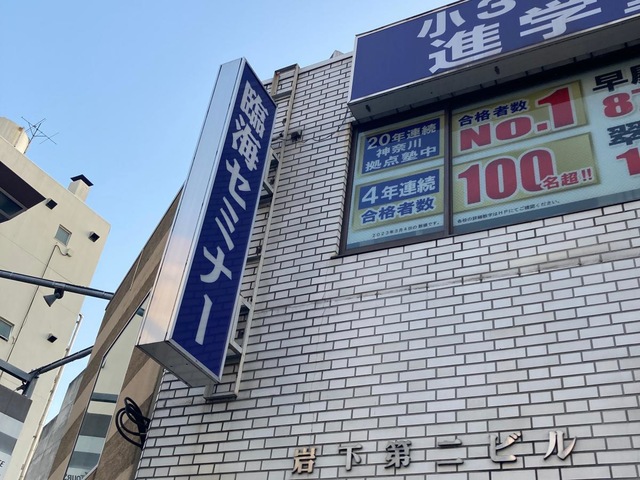 臨海セミナー
小3
進学
20年連続
神奈川
拠点塾中
合格者数
No.1
4年連続
合格者数
100名超!!
早
岩下第二ビル